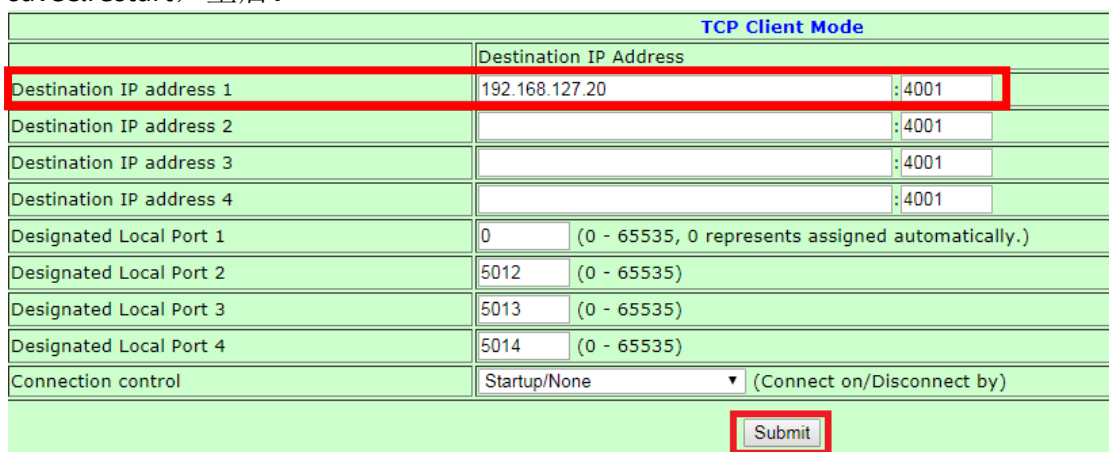 TCP Client Mode
Destination IP Address
Destination IP address 1 192.168.127.20 :4001
Destination IP address 2 :4001
Destination IP address 3 :4001
Destination IP address 4 :4001
Designated Local Port 1 0 (0 - 65535, 0 represents assigned automatically.)
Designated Local Port 2 5012 (0 - 65535)
Designated Local Port 3 5013 (0 - 65535)
Designated Local Port 4 5014 (0 - 65535)
Connection control Startup/None (Connect on/Disconnect by)
Submit